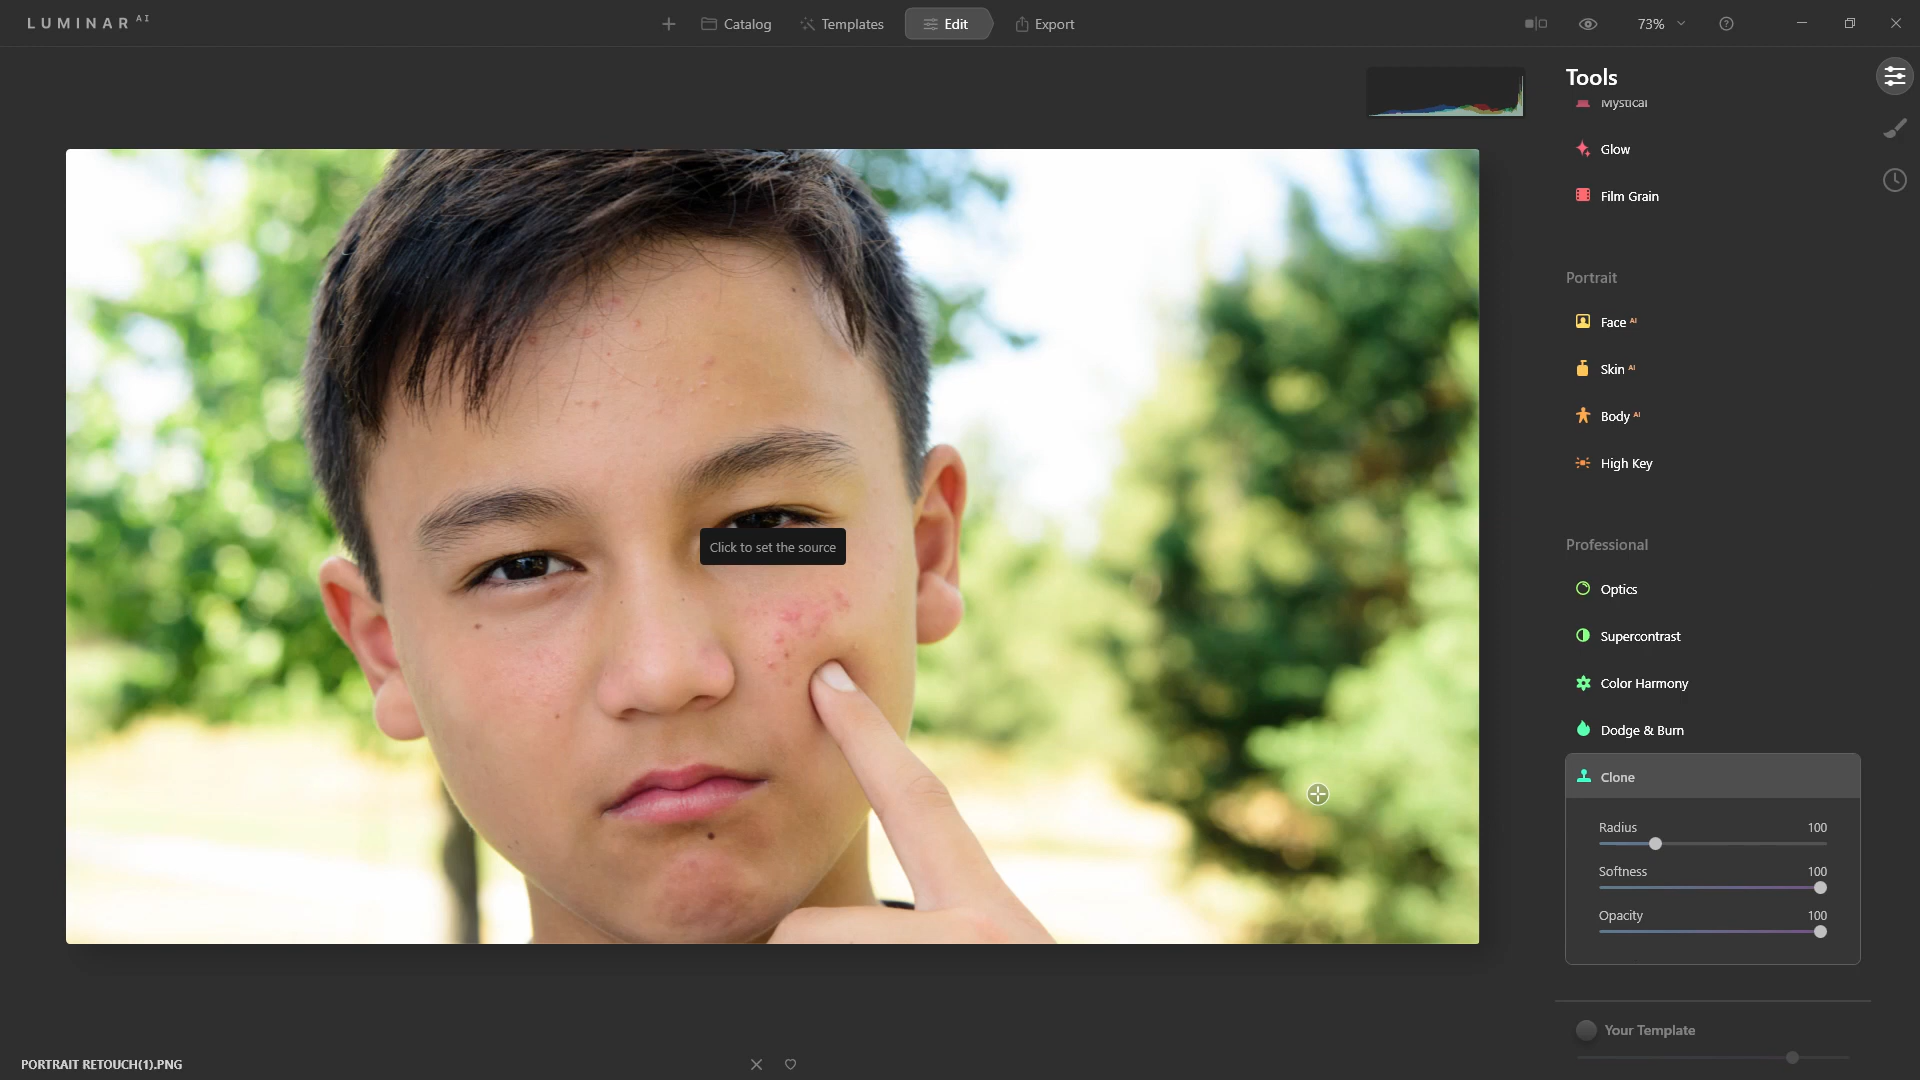 LUMINAR AI
Catalog
Templates
Edit
Export
73%
Tools
Mystical
Glow
Film Grain
Portrait
Face AI
Skin AI
Body AI
High Key
Click to set the source
Professional
Optics
Supercontrast
Color Harmony
Dodge & Burn
Clone
Radius 100
Softness 100
Opacity 100
Your Template
PORTRAIT RETOUCH(1).PNG